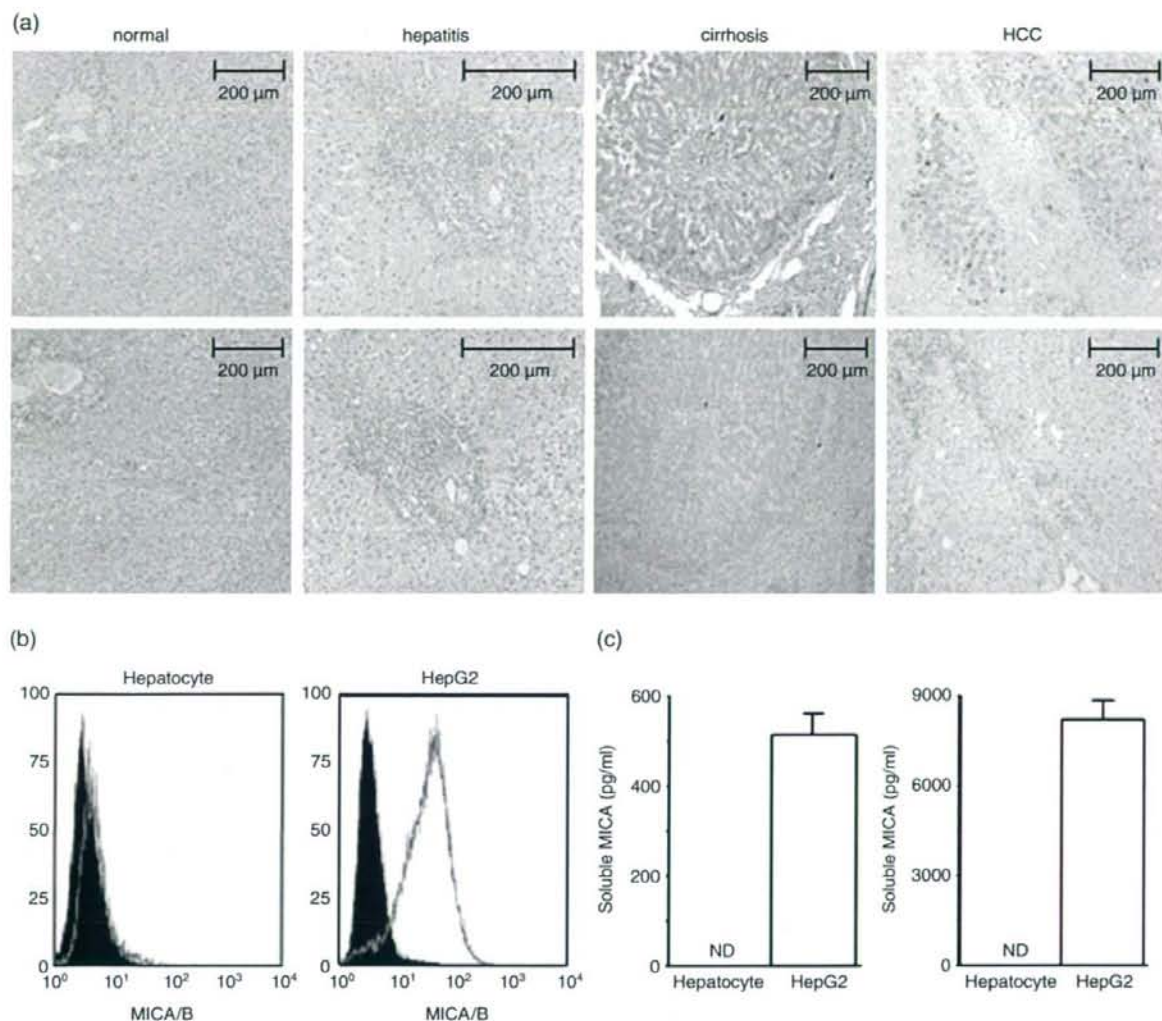 (a)
normal hepatitis cirrhosis HCC
200 µm 200 µm 200 µm 200 µm
200 µm 200 µm 200 µm 200 µm
(b)
Hepatocyte HepG2
100 100
75 75
50 50
25 25
0 0
10⁰ 10¹ 10² 10³ 10⁴ 10⁰ 10¹ 10² 10³ 10⁴
MICA/B MICA/B
(c)
Soluble MICA (pg/ml)
600
400
200
0
ND
Hepatocyte HepG2
Soluble MICA (pg/ml)
9000
6000
3000
0
ND
Hepatocyte HepG2